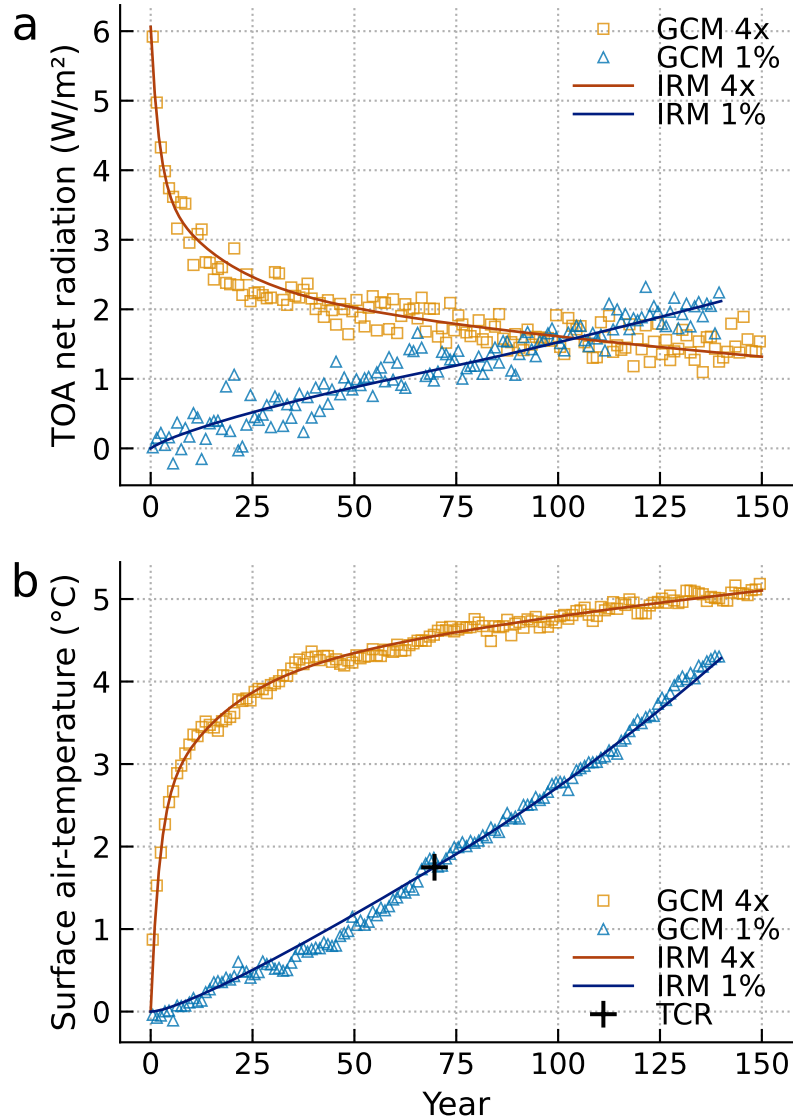 a
TOA net radiation (W/m²)
6
5
4
3
2
1
0
GCM 4x
GCM 1%
IRM 4x
IRM 1%
0 25 50 75 100 125 150
b
Surface air-temperature (°C)
5
4
3
2
1
0
GCM 4x
GCM 1%
IRM 4x
IRM 1%
TCR
0 25 50 75 100 125 150
Year